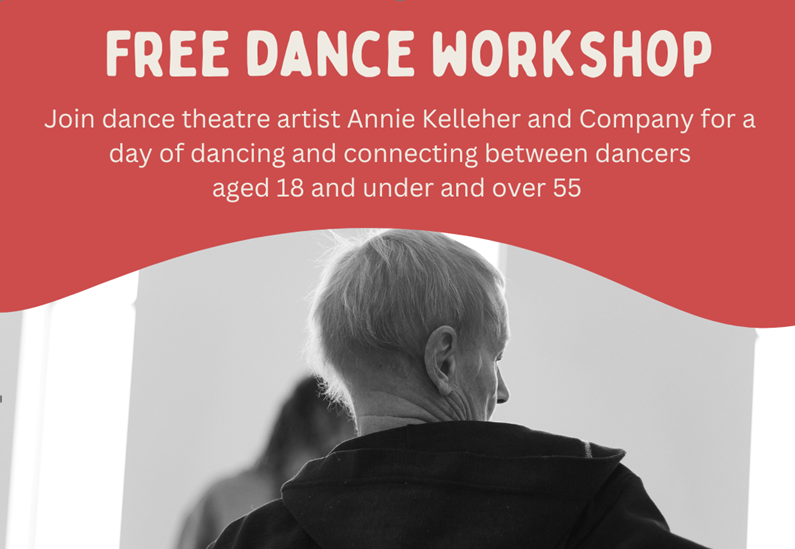 FREE DANCE WORKSHOP
Join dance theatre artist Annie Kelleher and Company for a
day of dancing and connecting between dancers
aged 18 and under and over 55